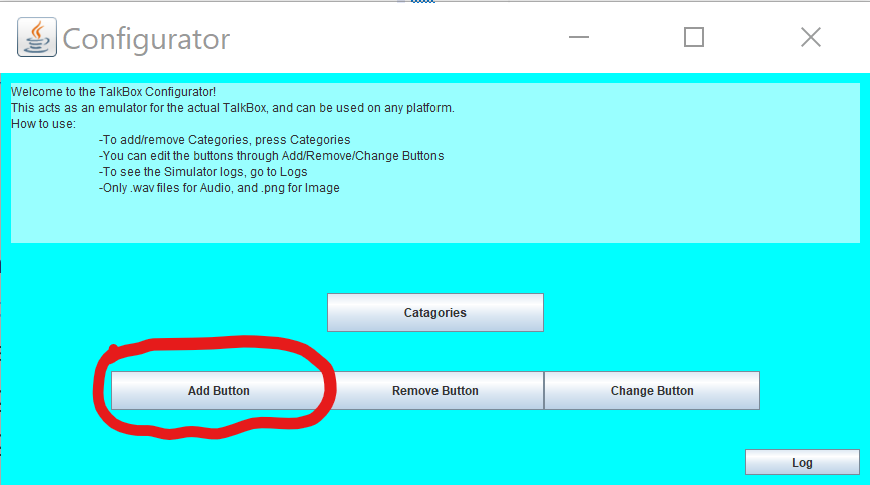 Configurator
Welcome to the TalkBox Configurator!
This acts as an emulator for the actual TalkBox, and can be used on any platform.
How to use:
-To add/remove Categories, press Categories
-You can edit the buttons through Add/Remove/Change Buttons
-To see the Simulator logs, go to Logs
-Only .wav files for Audio, and .png for Image
Catagories
Add Button
Remove Button
Change Button
Log